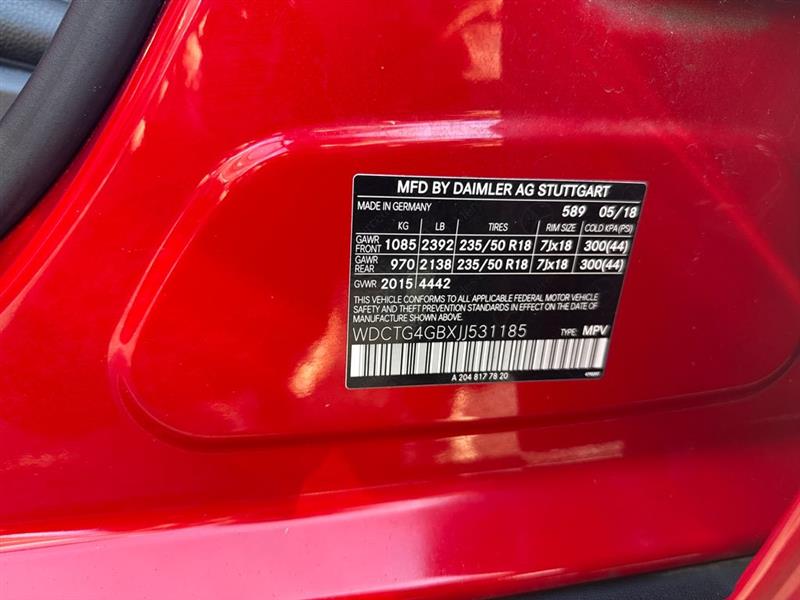 MFD BY DAIMLER AG STUTTGART
MADE IN GERMANY 589 05/18
KG LB TIRES RIM SIZE COLD KPA (PSI)
GAWR FRONT 1085 2392 235/50 R18 7Jx18 300(44)
GAWR REAR 970 2138 235/50 R18 7Jx18 300(44)
GVWR 2015 4442
THIS VEHICLE CONFORMS TO ALL APPLICABLE FEDERAL MOTOR VEHICLE
SAFETY AND THEFT PREVENTION STANDARDS IN EFFECT ON THE DATE OF
MANUFACTURE SHOWN ABOVE.
WDCTG4GBXJJ531185 TYPE: MPV
A 204 817 78 20